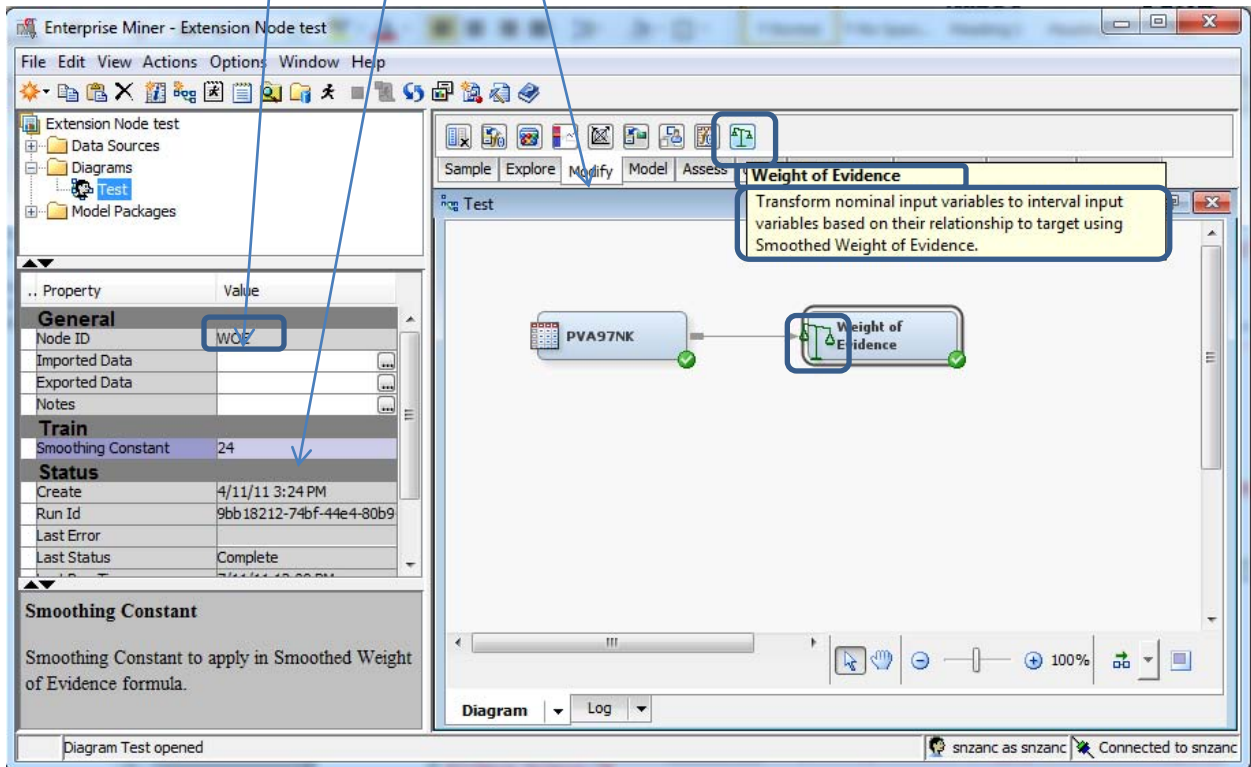 Enterprise Miner - Extension Node test
File Edit View Actions Options Window Help
Extension Node test
Data Sources
Diagrams
Test
Model Packages
Sample Explore Modify Model Assess
Weight of Evidence
Transform nominal input variables to interval input
variables based on their relationship to target using
Smoothed Weight of Evidence.
Test
.. Property Value
General
Node ID WOE
Imported Data
Exported Data
Notes
Train
Smoothing Constant 24
Status
Create 4/11/11 3:24 PM
Run Id 9bb18212-74bf-44e4-80b9
Last Error
Last Status Complete
Smoothing Constant
Smoothing Constant to apply in Smoothed Weight
of Evidence formula.
PVA97NK
Weight of
Evidence
100%
Diagram Log
Diagram Test opened
snzanc as snzanc Connected to snzanc